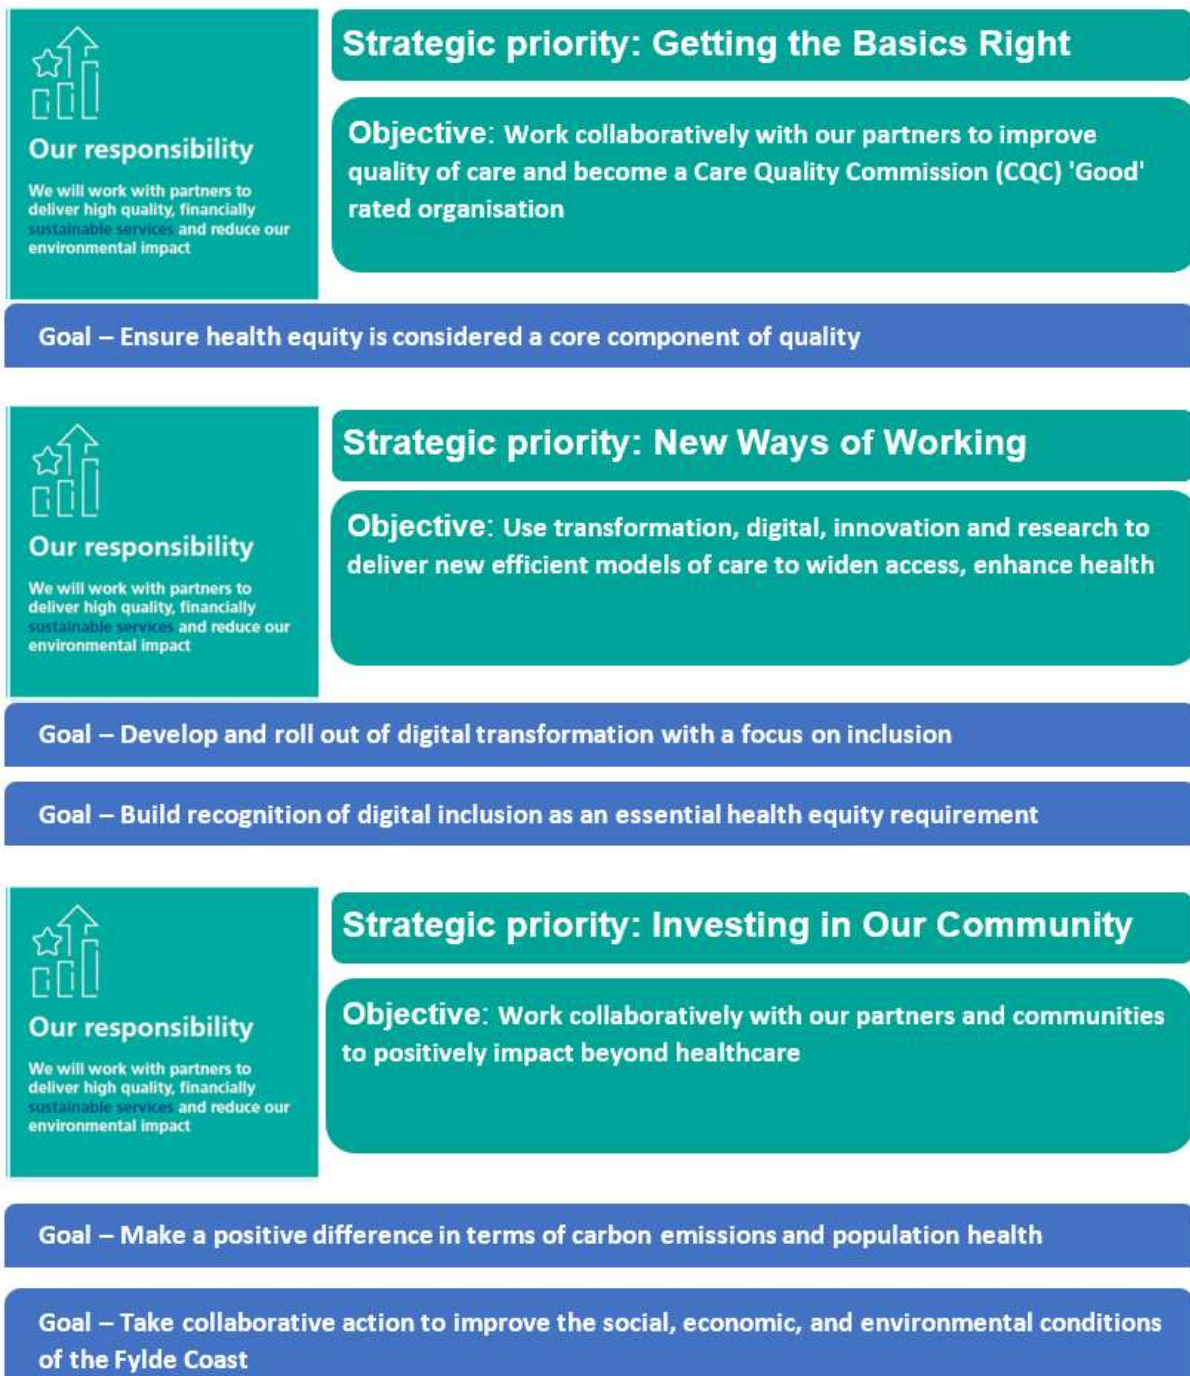 Our responsibility
We will work with partners to
deliver high quality, financially
sustainable services and reduce our
environmental impact
Strategic priority: Getting the Basics Right
Objective: Work collaboratively with our partners to improve
quality of care and become a Care Quality Commission (CQC) 'Good'
rated organisation
Goal – Ensure health equity is considered a core component of quality
Our responsibility
We will work with partners to
deliver high quality, financially
sustainable services and reduce our
environmental impact
Strategic priority: New Ways of Working
Objective: Use transformation, digital, innovation and research to
deliver new efficient models of care to widen access, enhance health
Goal – Develop and roll out of digital transformation with a focus on inclusion
Goal – Build recognition of digital inclusion as an essential health equity requirement
Our responsibility
We will work with partners to
deliver high quality, financially
sustainable services and reduce our
environmental impact
Strategic priority: Investing in Our Community
Objective: Work collaboratively with our partners and communities
to positively impact beyond healthcare
Goal – Make a positive difference in terms of carbon emissions and population health
Goal – Take collaborative action to improve the social, economic, and environmental conditions
of the Fylde Coast